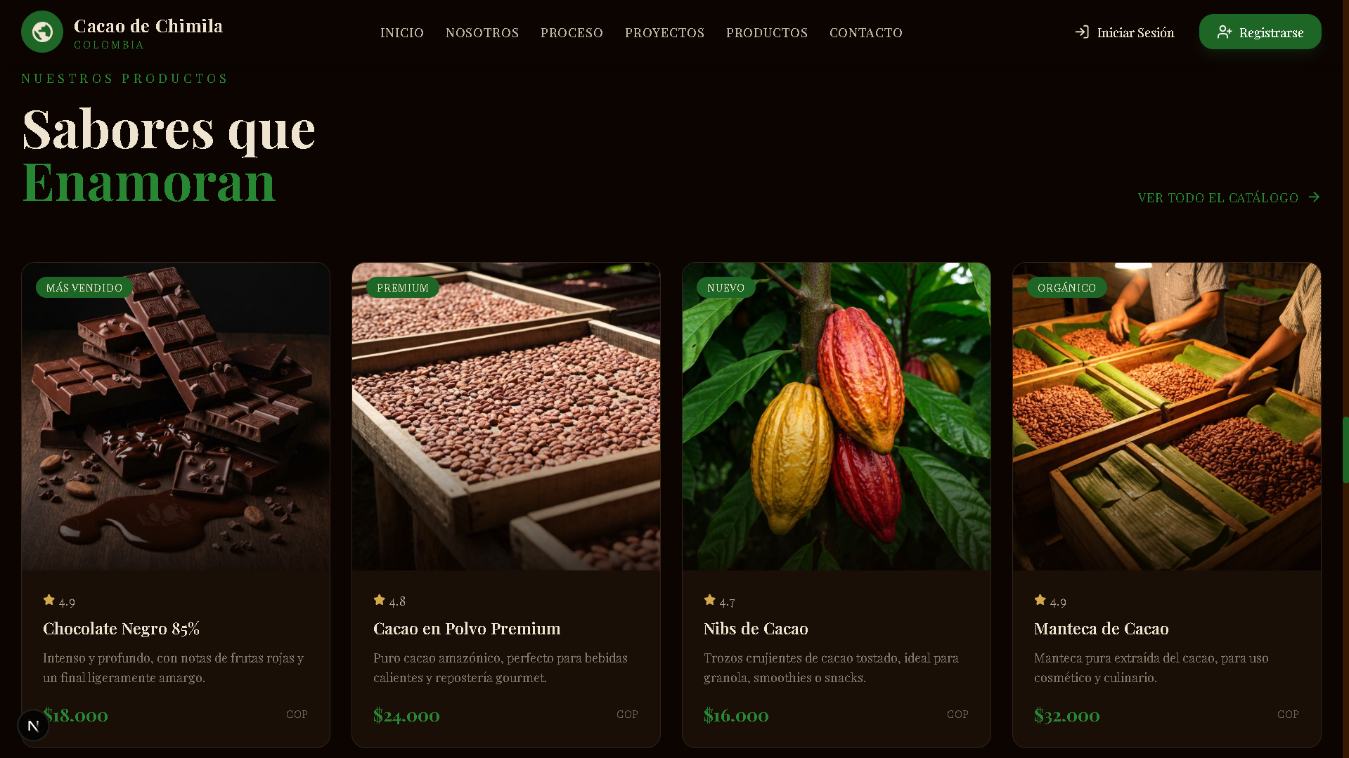 Cacao de Chimila
COLOMBIA
INICIO NOSOTROS PROCESO PROYECTOS PRODUCTOS CONTACTO
Iniciar Sesión
Registrarse
NUESTROS PRODUCTOS
Sabores que
Enamoran
VER TODO EL CATÁLOGO
MÁS VENDIDO
4.9
Chocolate Negro 85%
Intenso y profundo, con notas de frutas rojas y
un final ligeramente amargo.
$18.000 COP
PREMIUM
4.8
Cacao en Polvo Premium
Puro cacao amazónico, perfecto para bebidas
calientes y repostería gourmet.
$24.000 COP
NUEVO
4.7
Nibs de Cacao
Trozos crujientes de cacao tostado, ideal para
granola, smoothies o snacks.
$16.000 COP
ORGÁNICO
4.9
Manteca de Cacao
Manteca pura extraída del cacao, para uso
cosmético y culinario.
$32.000 COP
N